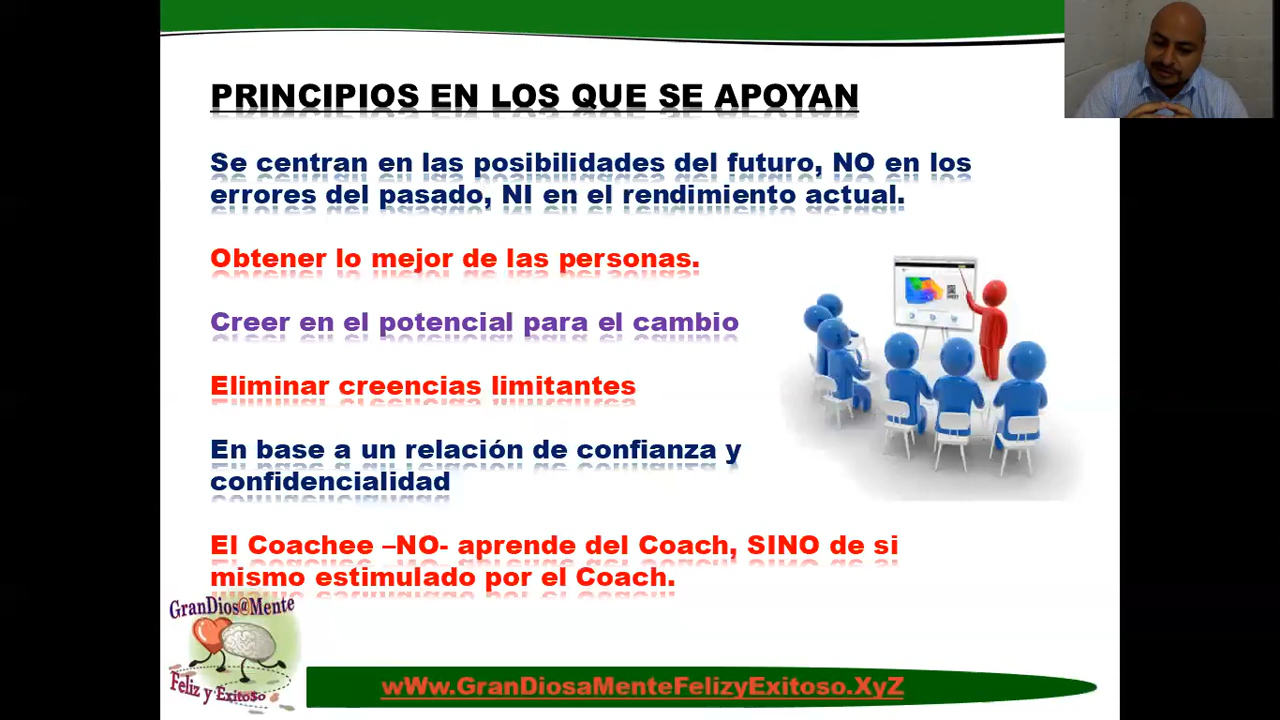 PRINCIPIOS EN LOS QUE SE APOYAN
Se centran en las posibilidades del futuro, NO en los
errores del pasado, NI en el rendimiento actual.
Obtener lo mejor de las personas.
Creer en el potencial para el cambio
Eliminar creencias limitantes
En base a un relación de confianza y
confidencialidad
El Coachee –NO- aprende del Coach, SINO de si
mismo estimulado por el Coach.
GranDios@Mente
Feliz y Exito$o
wWw.GranDiosaMenteFelizyExitoso.XyZ